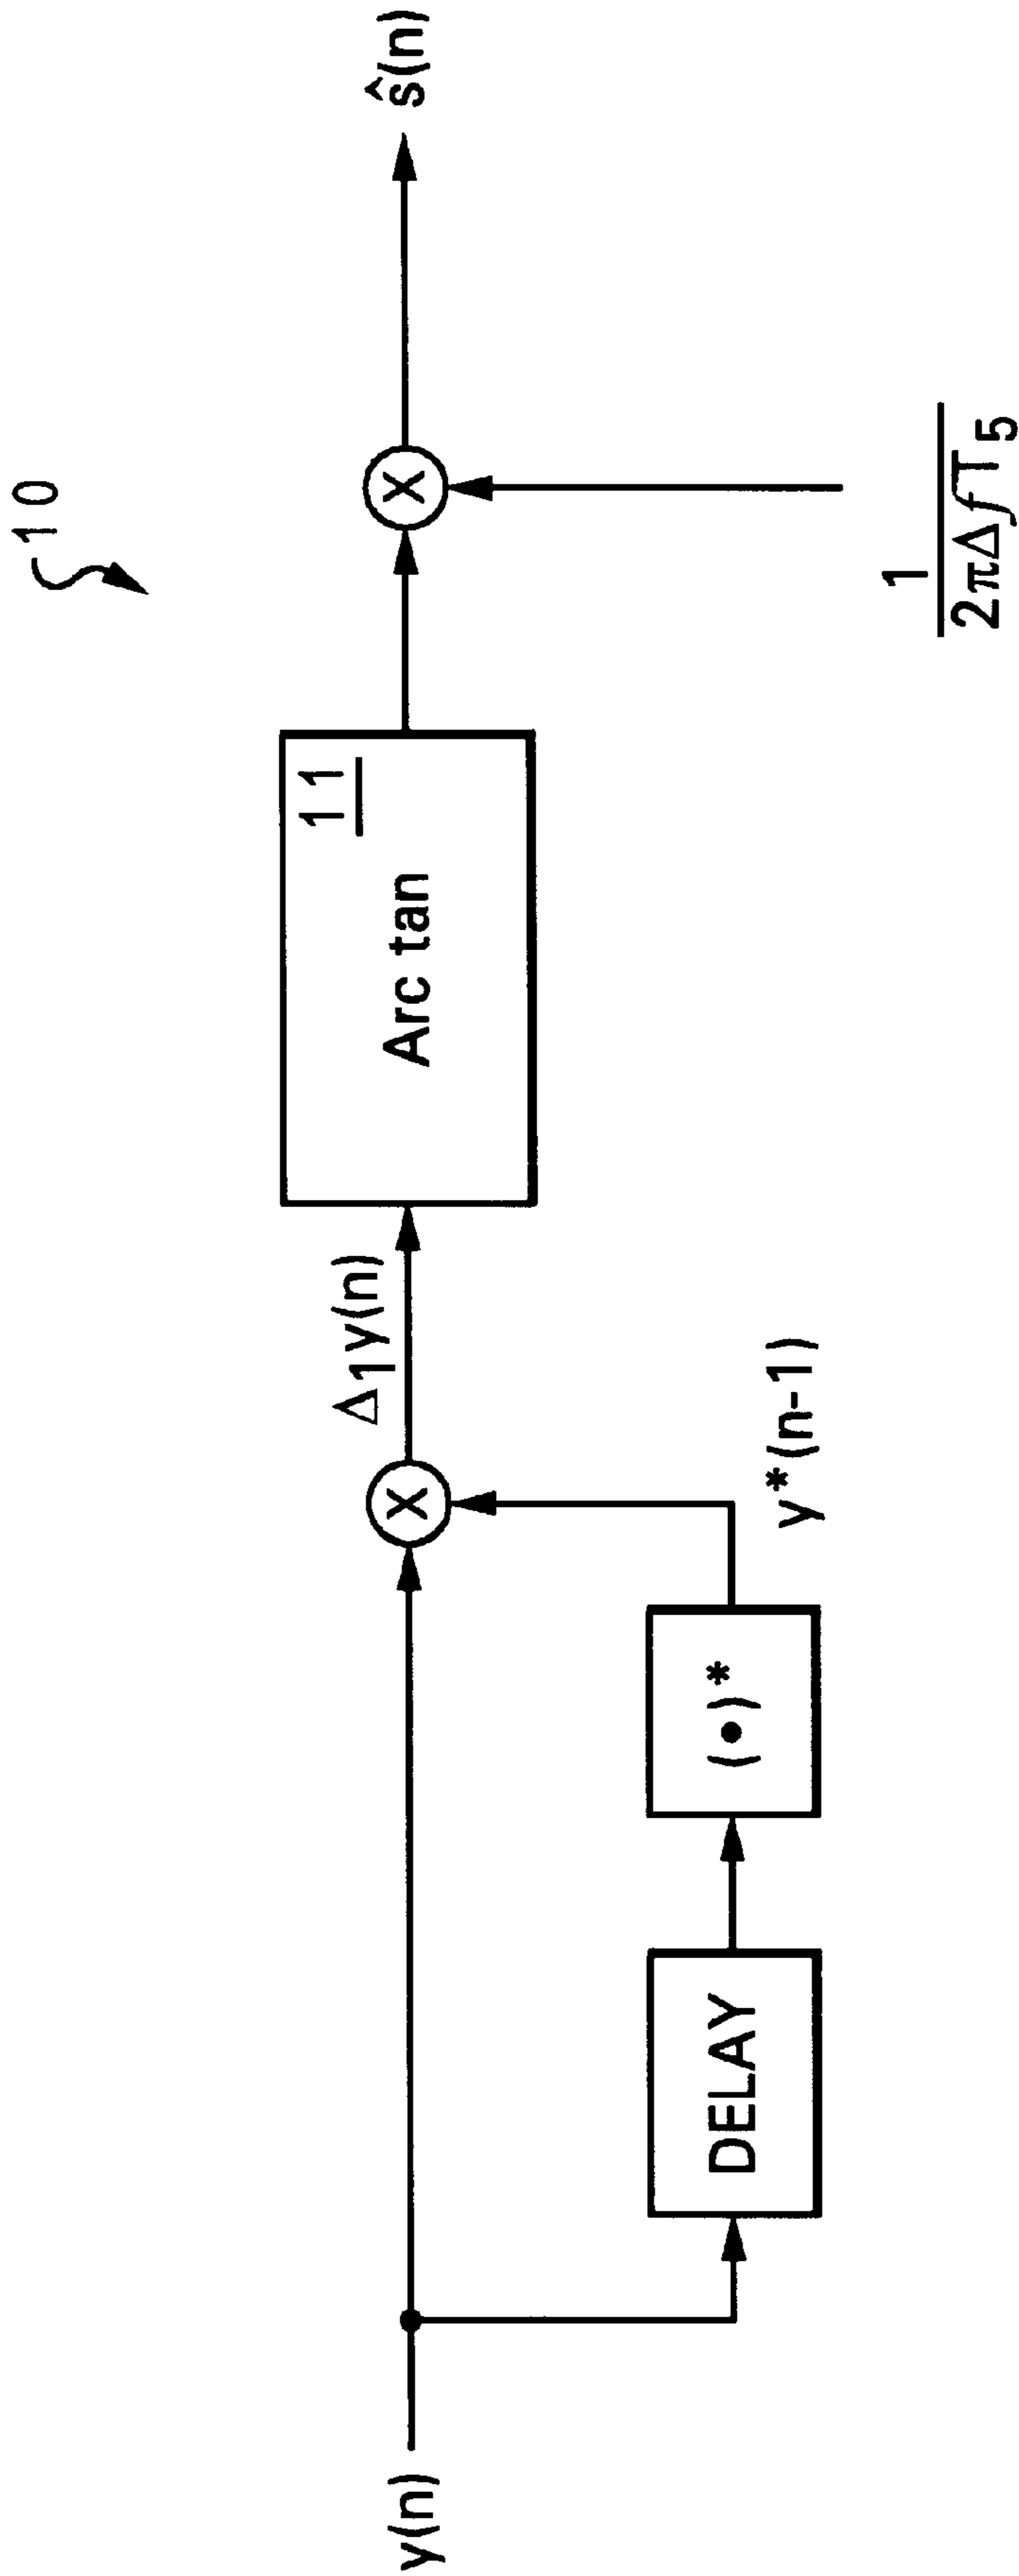 10
y(n)
Δ1y(n)
11
Arc tan
ŝ(n)
DELAY
(•)*
y*(n-1)
1
2πΔfT5